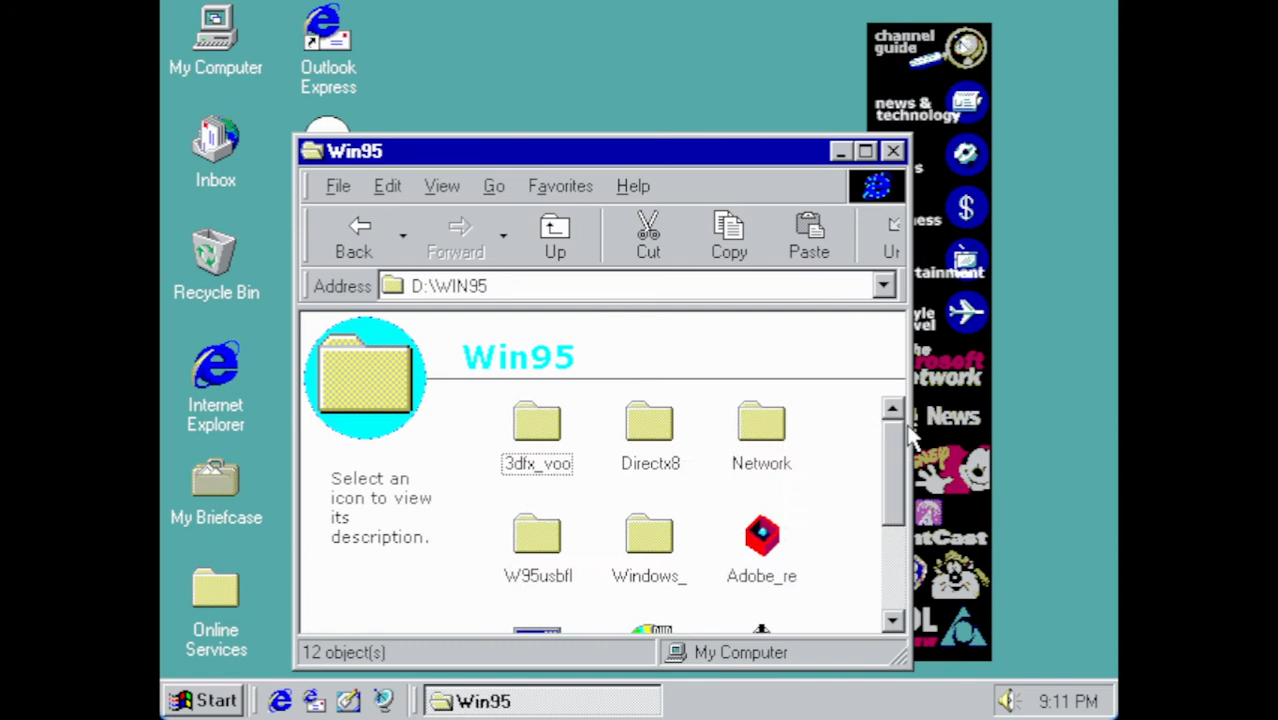 My Computer
Outlook
Express
Inbox
Recycle Bin
Internet
Explorer
My Briefcase
Online
Services
channel
guide
news &
technology
Win95
File Edit View Go Favorites Help
Back Forward Up Cut Copy Paste
Address D:\WIN95
Win95
Select an
icon to view
its
description.
3dfx_voo Directx8 Network
W95usbfl Windows_ Adobe_re
12 object(s) My Computer
News
Start Win95 9:11 PM